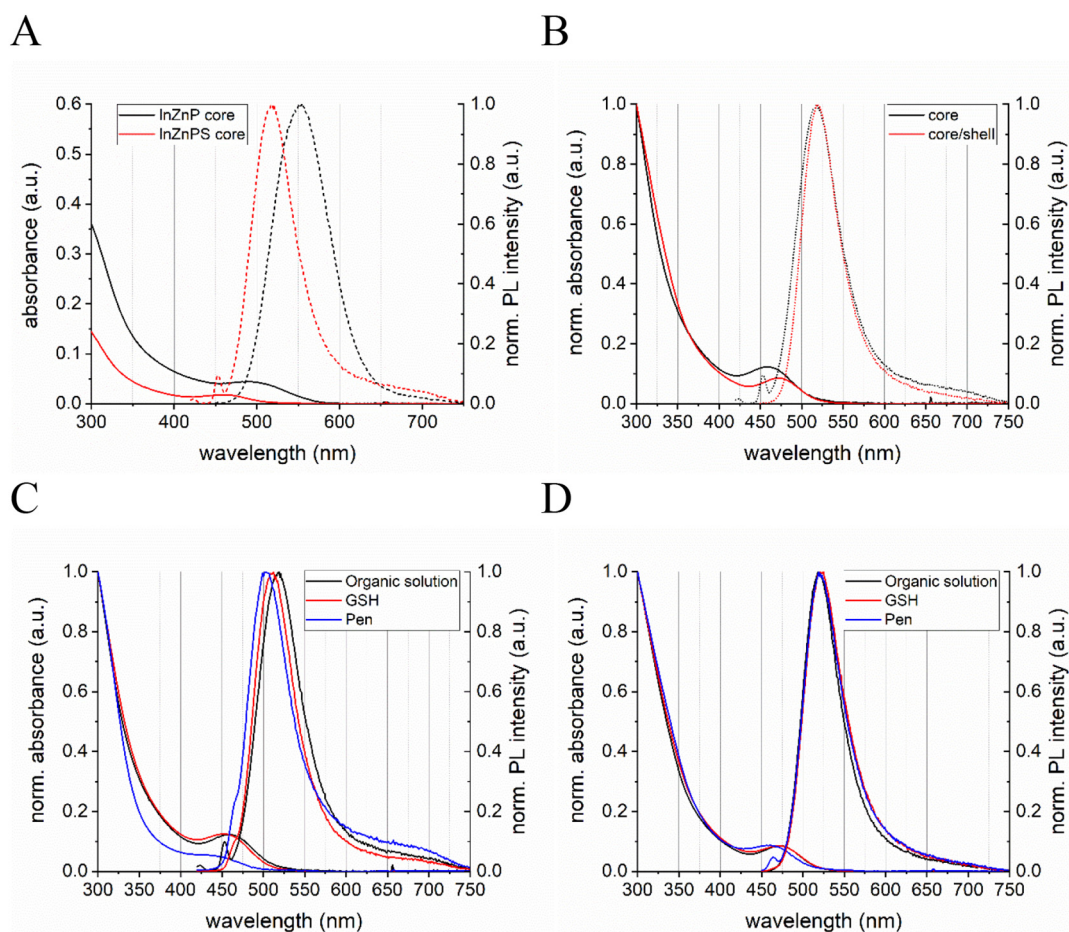 A
InZnP core
InZnPS core
absorbance (a.u.)
0.6
0.5
0.4
0.3
0.2
0.1
0.0
norm. PL intensity (a.u.)
1.0
0.8
0.6
0.4
0.2
0.0
300 400 500 600 700
wavelength (nm)
B
core
core/shell
norm. absorbance (a.u.)
1.0
0.8
0.6
0.4
0.2
0.0
norm. PL intensity (a.u.)
1.0
0.8
0.6
0.4
0.2
0.0
300 350 400 450 500 550 600 650 700 750
wavelength (nm)
C
Organic solution
GSH
Pen
norm. absorbance (a.u.)
1.0
0.8
0.6
0.4
0.2
0.0
norm. PL intensity (a.u.)
1.0
0.8
0.6
0.4
0.2
0.0
300 350 400 450 500 550 600 650 700 750
wavelength (nm)
D
Organic solution
GSH
Pen
norm. absorbance (a.u.)
1.0
0.8
0.6
0.4
0.2
0.0
norm. PL intensity (a.u.)
1.0
0.8
0.6
0.4
0.2
0.0
300 350 400 450 500 550 600 650 700 750
wavelength (nm)